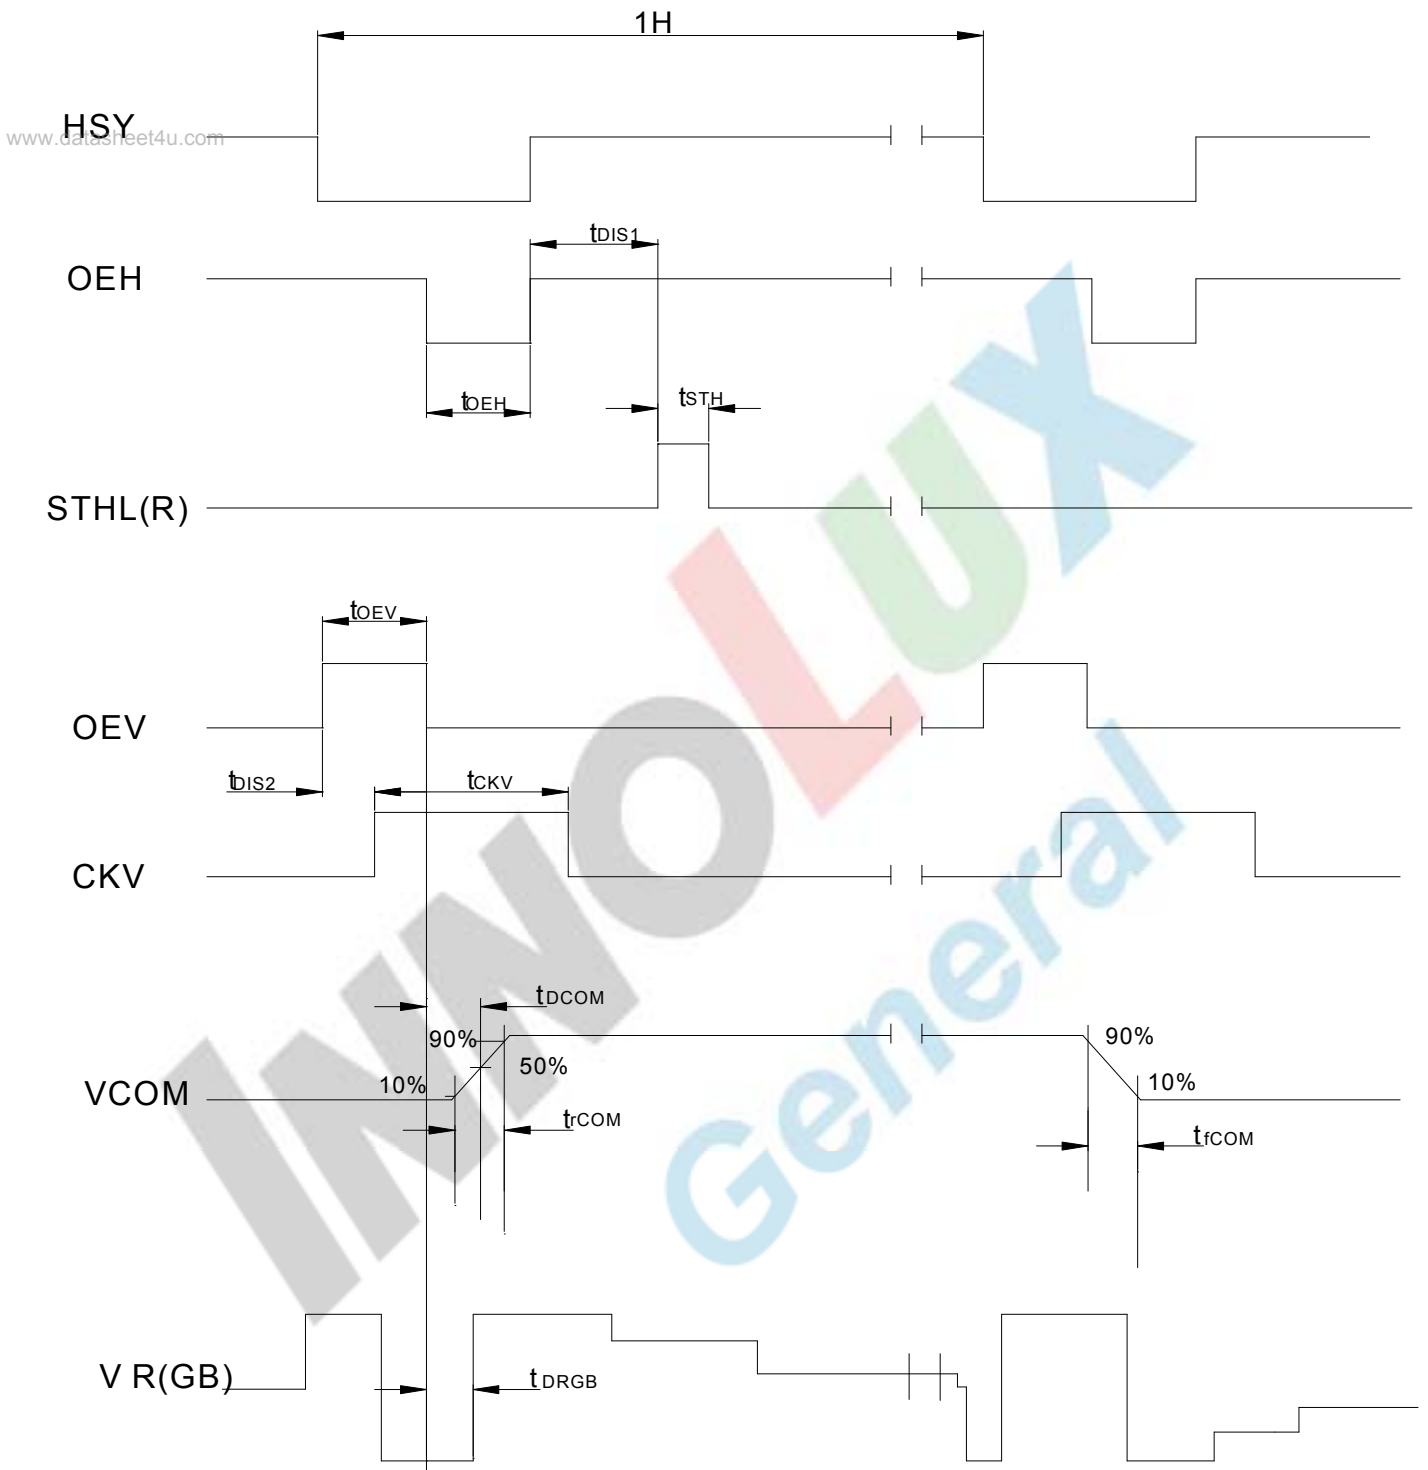 1H
HSY
www.datasheet4u.com
tDIS1
OEH
tOEH
tSTH
STHL(R)
tOEV
OEV
tDIS2
tCKV
CKV
tDCOM
90%
50%
90%
10%
VCOM
10%
trCOM
tfCOM
V R(GB)
tDRGB
INNOLUX
General